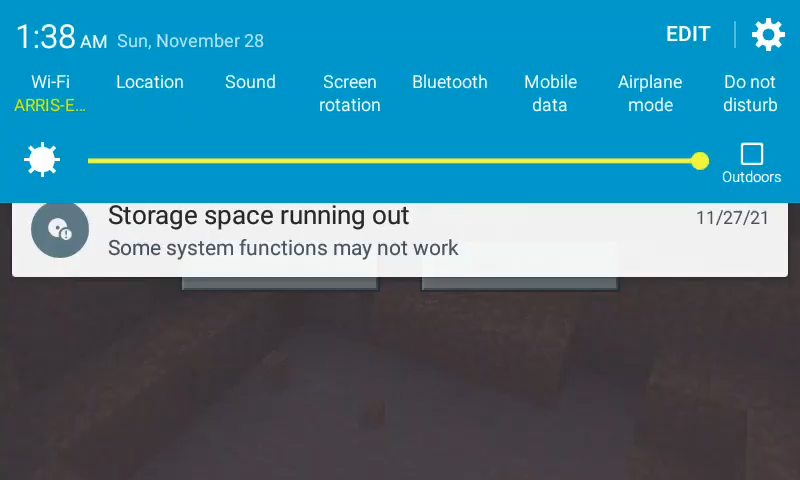 1:38 AM Sun, November 28 EDIT
Wi-Fi Location Sound Screen rotation Bluetooth Mobile data Airplane mode Do not disturb
ARRIS-E...
Outdoors
Storage space running out 11/27/21
Some system functions may not work